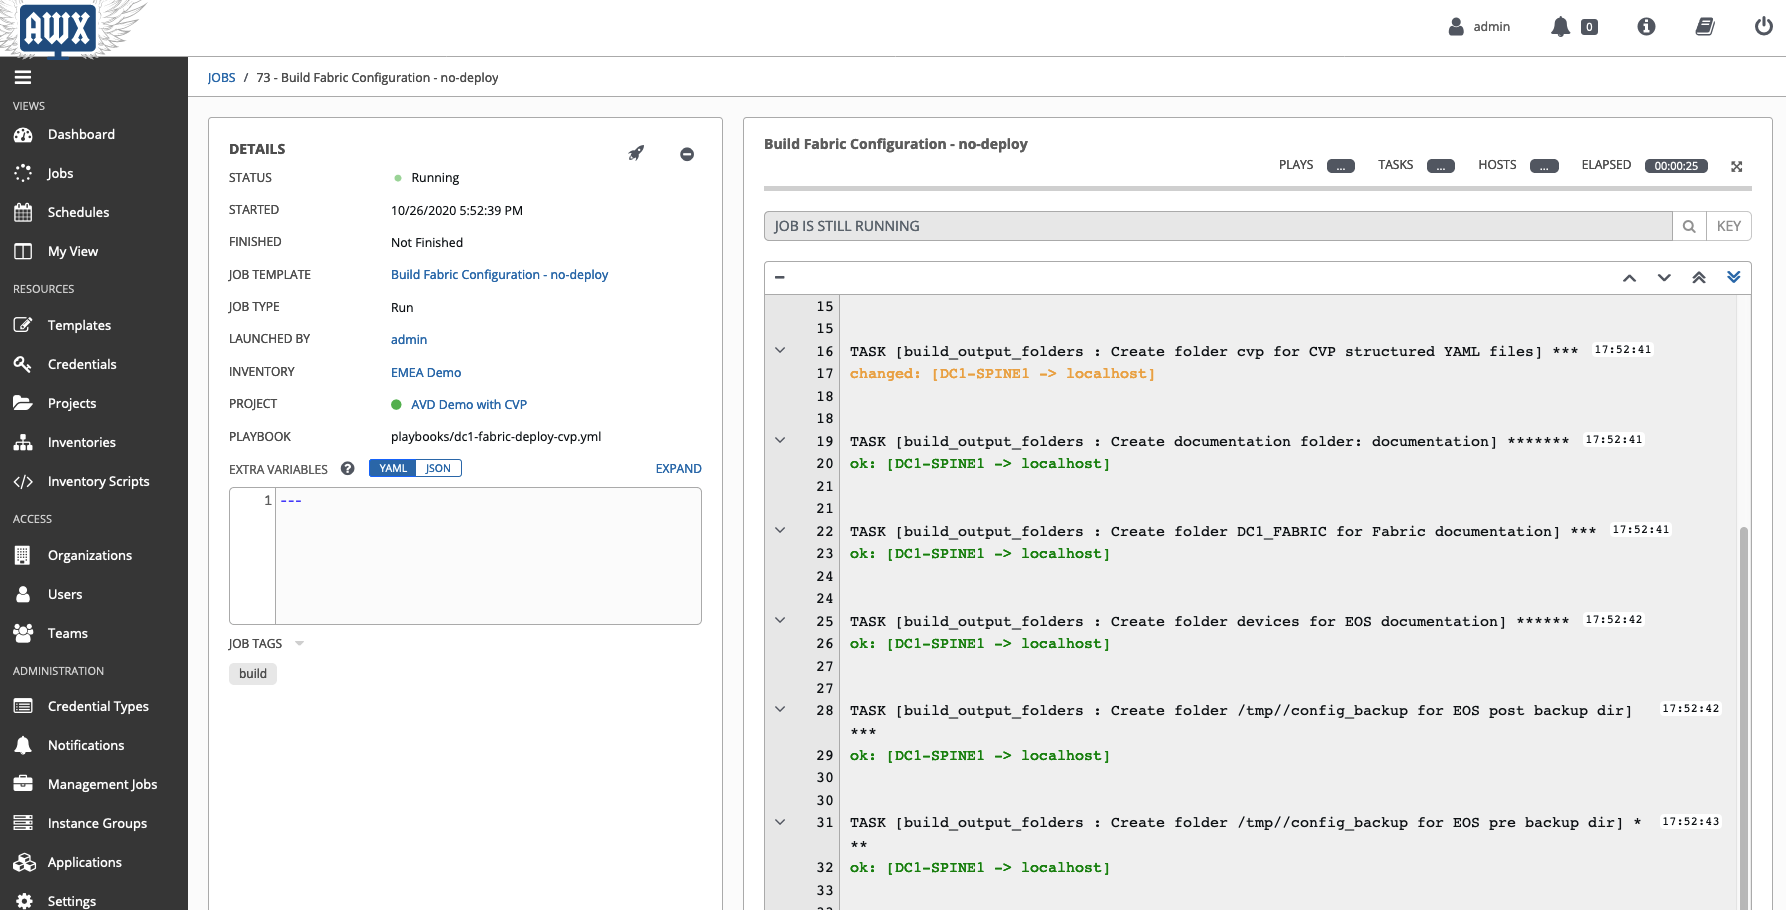 AWX
admin
0
VIEWS
Dashboard
Jobs
Schedules
My View
RESOURCES
Templates
Credentials
Projects
Inventories
Inventory Scripts
ACCESS
Organizations
Users
Teams
ADMINISTRATION
Credential Types
Notifications
Management Jobs
Instance Groups
Applications
Settings
JOBS / 73 - Build Fabric Configuration - no-deploy
DETAILS
STATUS Running
STARTED 10/26/2020 5:52:39 PM
FINISHED Not Finished
JOB TEMPLATE Build Fabric Configuration - no-deploy
JOB TYPE Run
LAUNCHED BY admin
INVENTORY EMEA Demo
PROJECT AVD Demo with CVP
PLAYBOOK playbooks/dc1-fabric-deploy-cvp.yml
EXTRA VARIABLES ? YAML JSON EXPAND
1 ---
JOB TAGS
build
Build Fabric Configuration - no-deploy
PLAYS ... TASKS ... HOSTS ... ELAPSED 00:00:25
JOB IS STILL RUNNING KEY
15
15
16 TASK [build_output_folders : Create folder cvp for CVP structured YAML files] *** 17:52:41
17 changed: [DC1-SPINE1 -> localhost]
18
18
19 TASK [build_output_folders : Create documentation folder: documentation] ******* 17:52:41
20 ok: [DC1-SPINE1 -> localhost]
21
21
22 TASK [build_output_folders : Create folder DC1_FABRIC for Fabric documentation] *** 17:52:41
23 ok: [DC1-SPINE1 -> localhost]
24
24
25 TASK [build_output_folders : Create folder devices for EOS documentation] ****** 17:52:42
26 ok: [DC1-SPINE1 -> localhost]
27
27
28 TASK [build_output_folders : Create folder /tmp//config_backup for EOS post backup dir] 17:52:42
***
29 ok: [DC1-SPINE1 -> localhost]
30
30
31 TASK [build_output_folders : Create folder /tmp//config_backup for EOS pre backup dir] * 17:52:43
**
32 ok: [DC1-SPINE1 -> localhost]
33